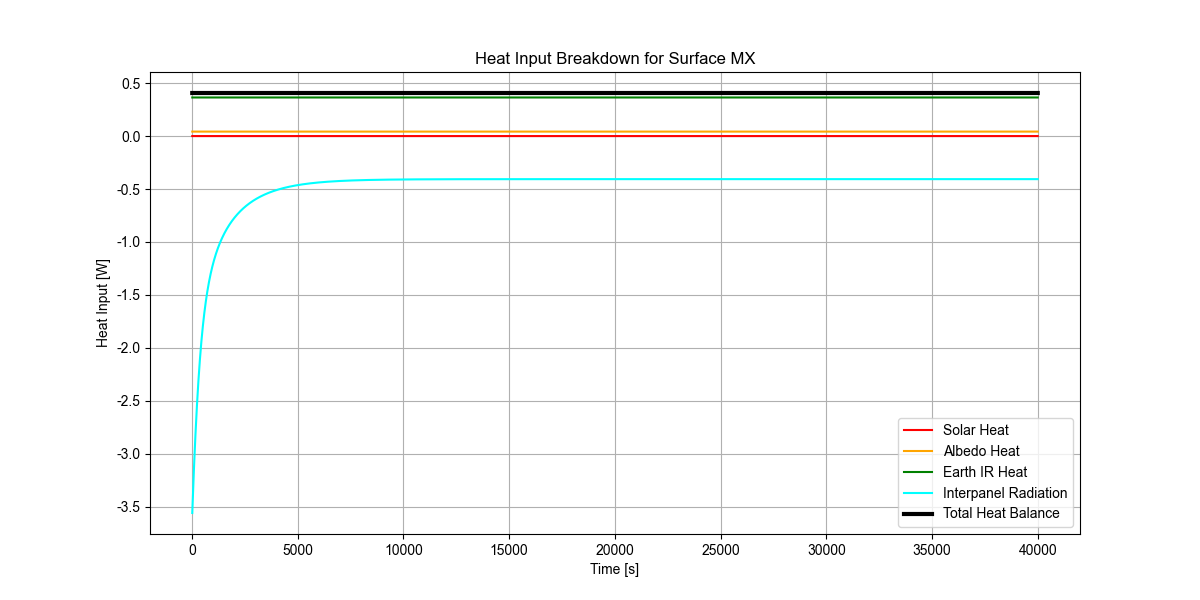 Heat Input Breakdown for Surface MX
Heat Input [W]
0.5
0.0
-0.5
-1.0
-1.5
-2.0
-2.5
-3.0
-3.5
0 5000 10000 15000 20000 25000 30000 35000 40000
Time [s]
Solar Heat
Albedo Heat
Earth IR Heat
Interpanel Radiation
Total Heat Balance